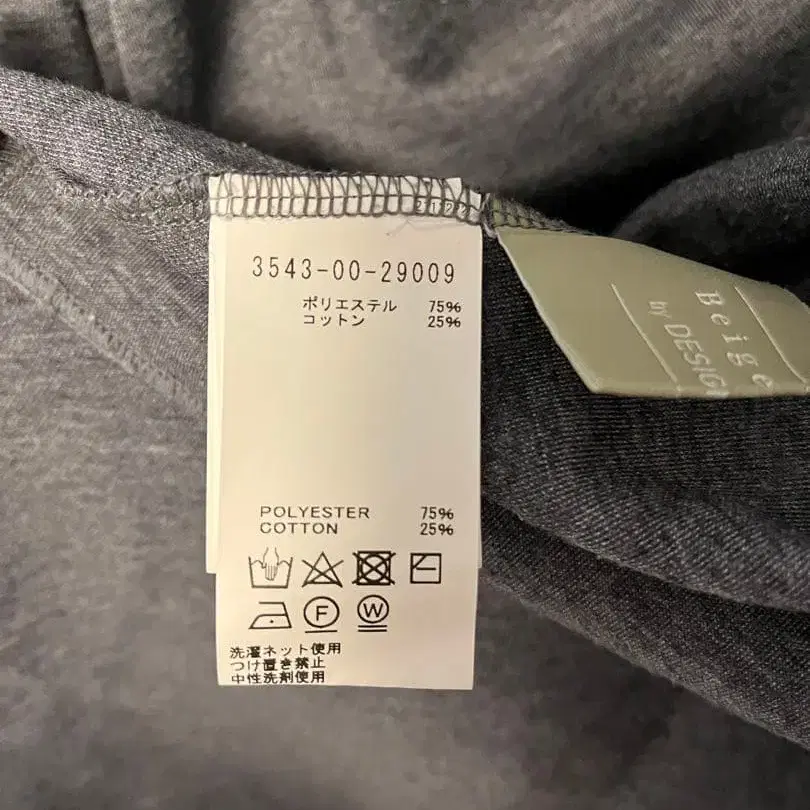 3543-00-29009
ポリエステル 75%
コットン 25%
POLYESTER 75%
COTTON 25%
F W
洗濯ネット使用
つけ置き禁止
中性洗剤使用
Beige
by DESIG